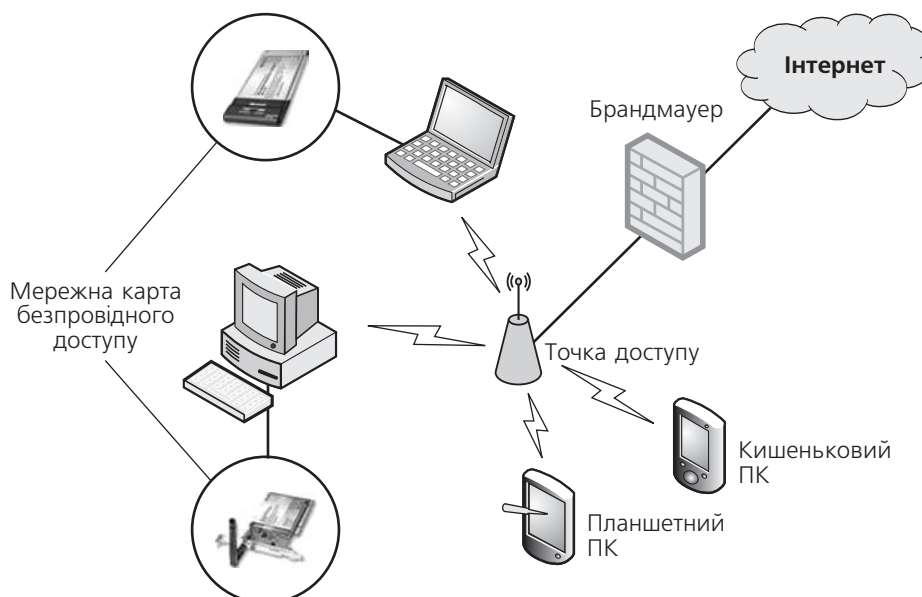 Інтернет
Брандмауер
Мережна карта
безпровідного
доступу
Точка доступу
Кишеньковий
ПК
Планшетний
ПК